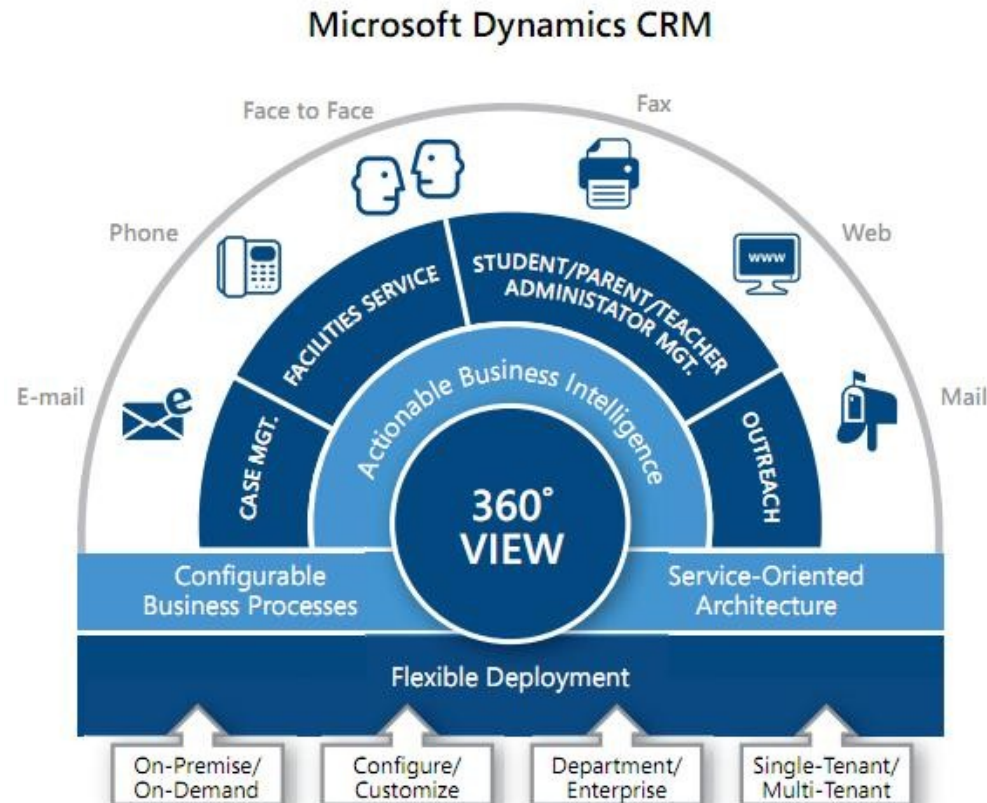 Microsoft Dynamics CRM
Face to Face
Fax
Phone
Web
www
E-mail
e
Mail
CASE MGT.
FACILITIES SERVICE
STUDENT/PARENT/TEACHER
ADMINISTATOR MGT.
OUTREACH
Actionable Business Intelligence
360°
VIEW
Configurable
Business Processes
Service-Oriented
Architecture
Flexible Deployment
On-Premise/
On-Demand
Configure/
Customize
Department/
Enterprise
Single-Tenant/
Multi-Tenant